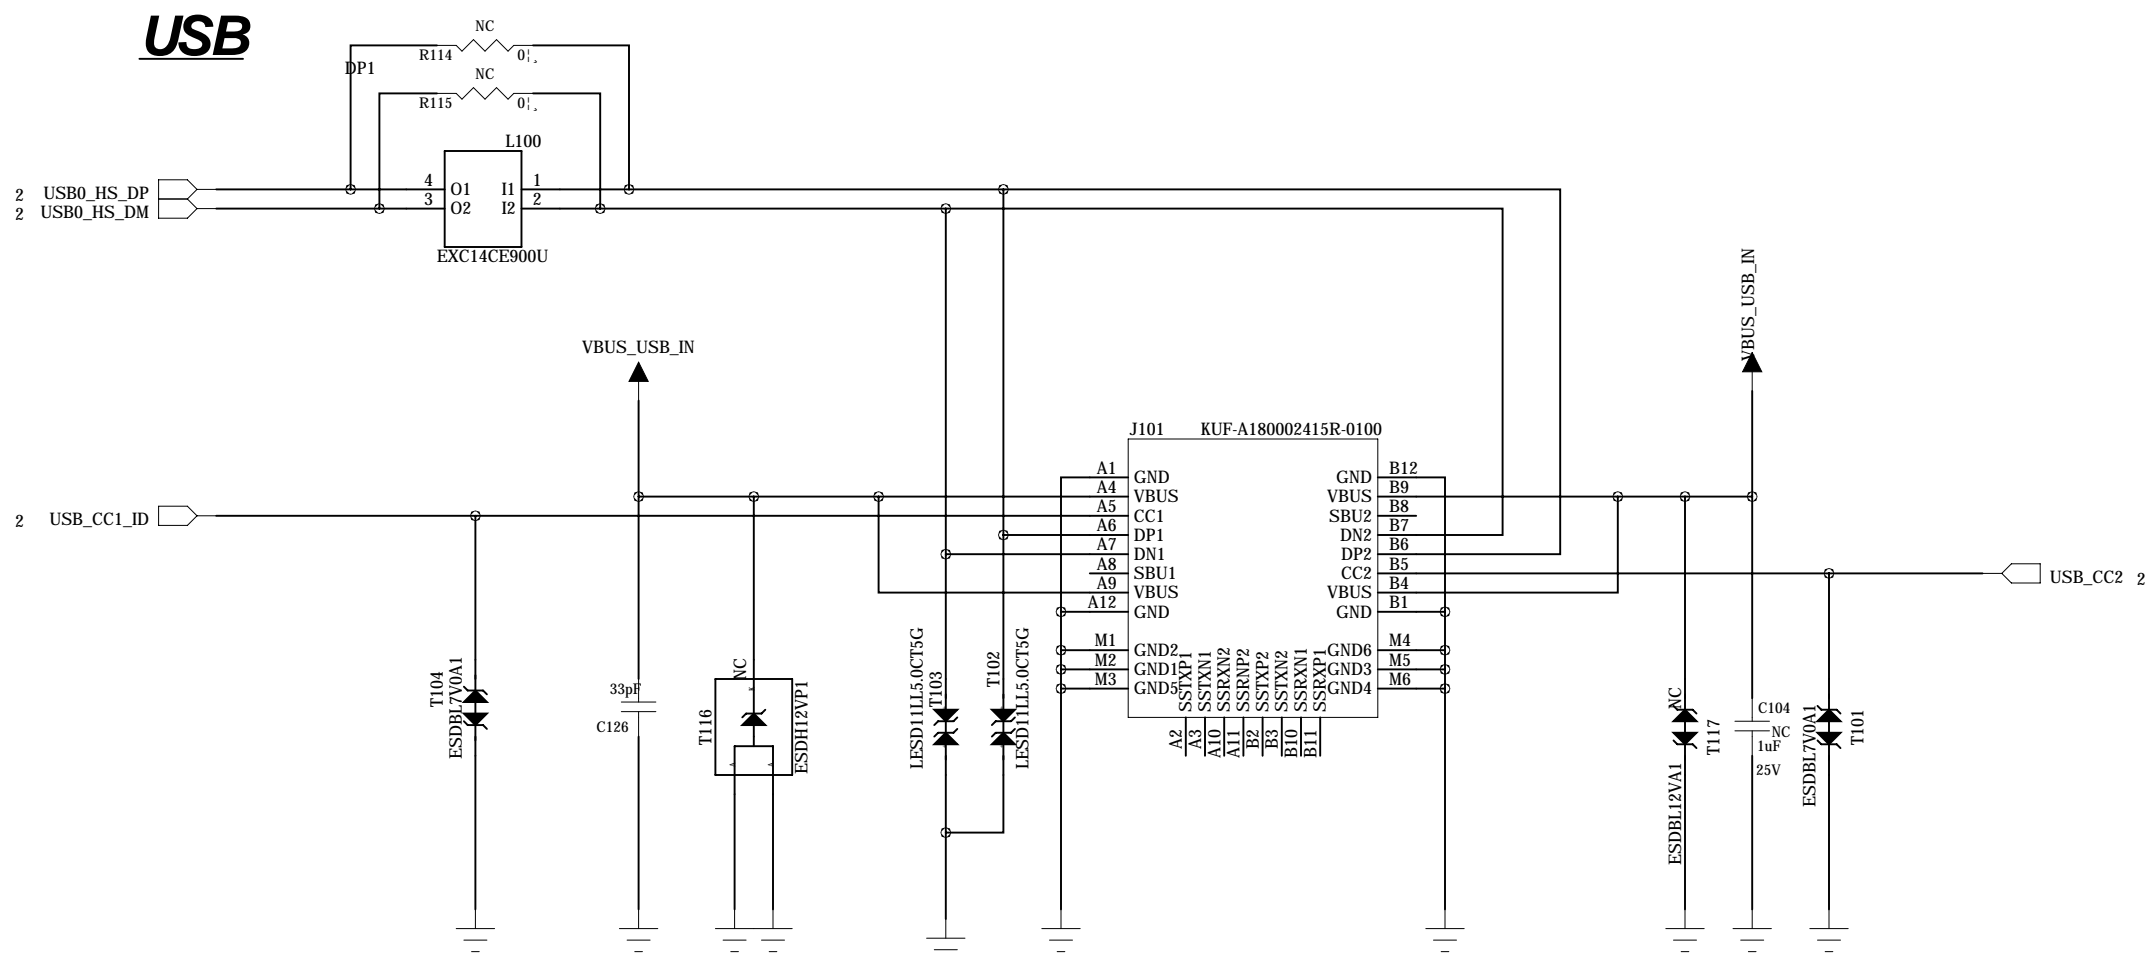 USB
NC
R114
0
DP1
NC
R115
0
L100
2 USB0_HS_DP
4 O1 I1 1
2 USB0_HS_DM
3 O2 I2 2
EXC14CE900U
VBUS_USB_IN
VBUS_USB_IN
J101 KUF-A180002415R-0100
A1 GND GND B12
A4 VBUS VBUS B9
2 USB_CC1_ID
A5 CC1 SBU2 B8
A6 DP1 DN2 B7
A7 DN1 DP2 B6
A8 SBU1 CC2 B5
USB_CC2 2
A9 VBUS VBUS B4
A12 GND GND B1
M1 GND2 GND6 M4
M2 GND1 GND3 M5
M3 GND5 GND4 M6
SSTXP1
SSTXN1
SSRXN2
SSRNP2
SSTXP2
SSTXN2
SSRXN1
SSRXP1
A2
A3
A10
A11
B2
B3
B10
B11
T104
ESDBL7V0A1
33pF
C126
NC
T116
ESDH12VP1
T103
LESD11LL5.0CT5G
T102
LESD11LL5.0CT5G
NC
T117
ESDBL12VA1
C104
NC
1uF
25V
T101
ESDBL7V0A1